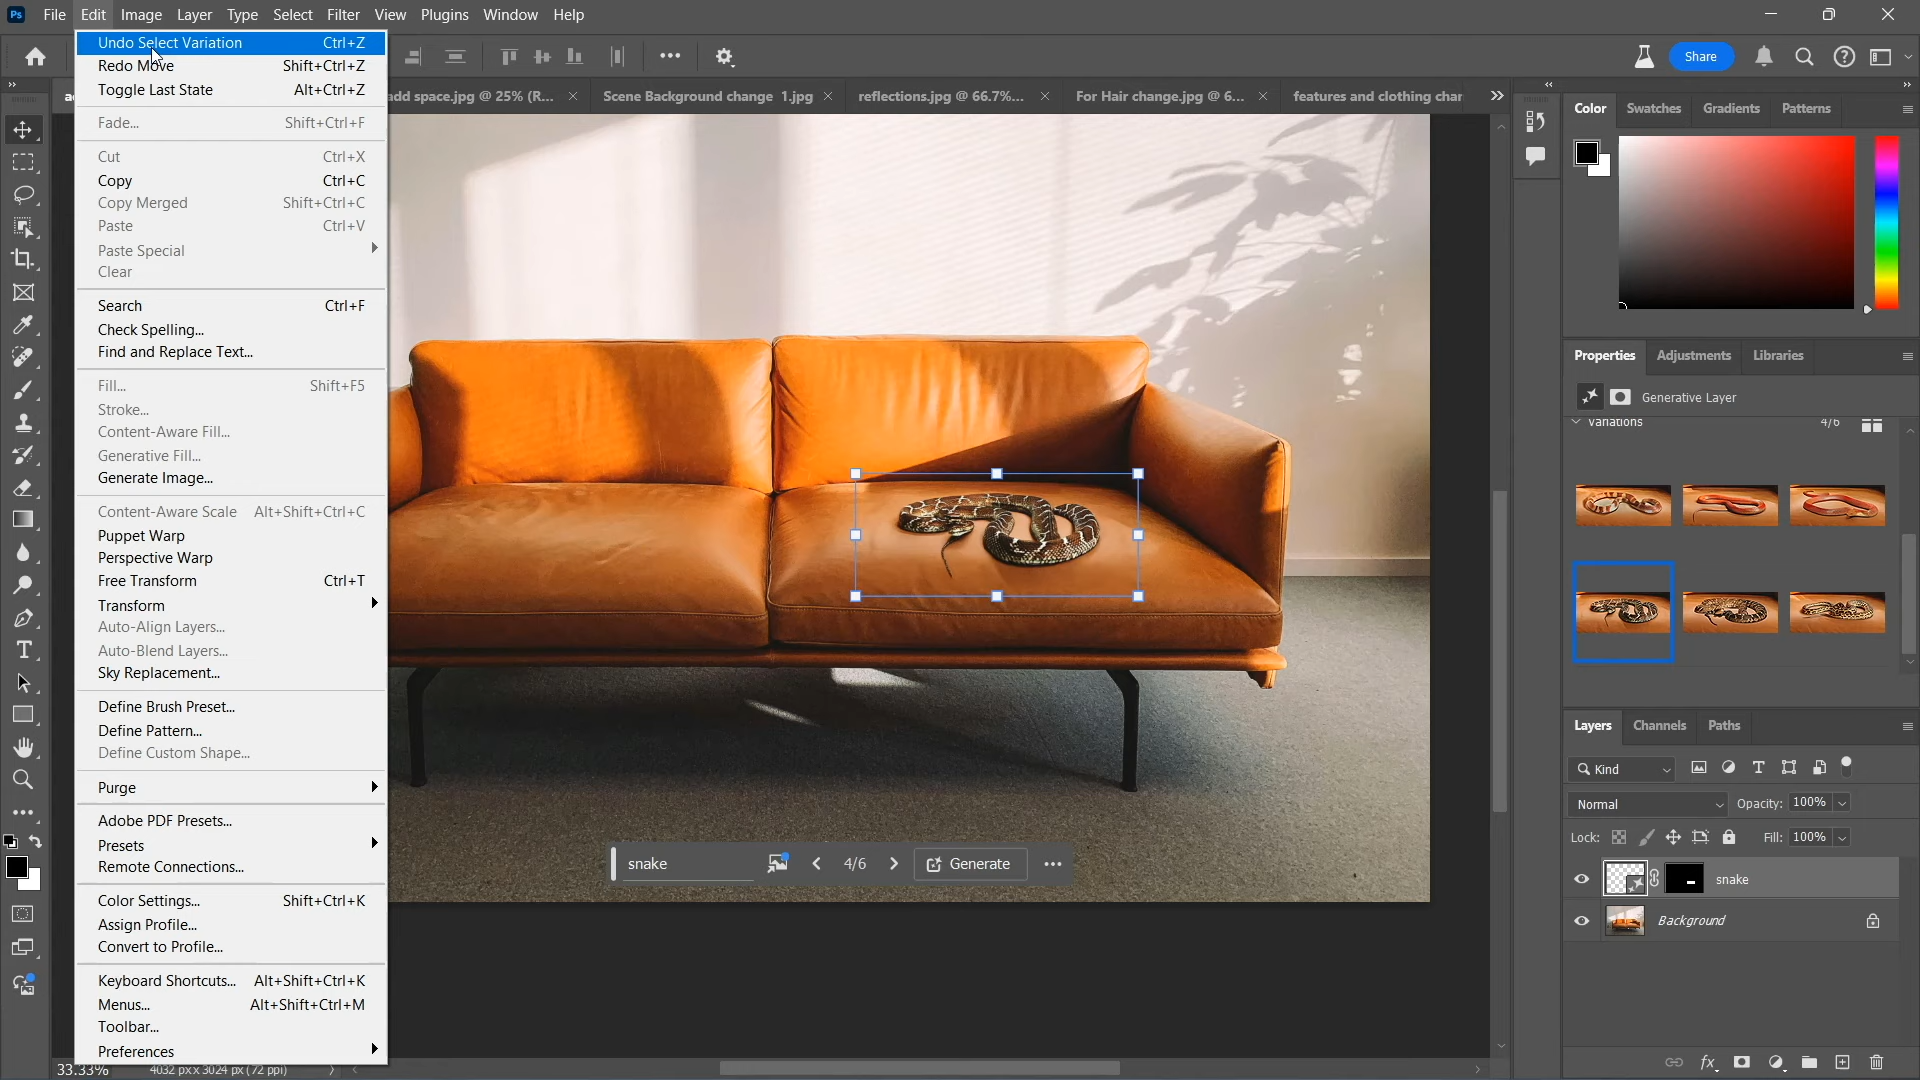 Ps File Edit Image Layer Type Select Filter View Plugins Window Help
Share
add space.jpg @ 25% (R... × Scene Background change 1.jpg × reflections.jpg @ 66.7%... × For Hair change.jpg @ 6... × features and clothing char
Undo Select Variation Ctrl+Z
Redo Move Shift+Ctrl+Z
Toggle Last State Alt+Ctrl+Z
Fade... Shift+Ctrl+F
Cut Ctrl+X
Copy Ctrl+C
Copy Merged Shift+Ctrl+C
Paste Ctrl+V
Paste Special
Clear
Search Ctrl+F
Check Spelling...
Find and Replace Text...
Fill... Shift+F5
Stroke...
Content-Aware Fill...
Generative Fill...
Generate Image...
Content-Aware Scale Alt+Shift+Ctrl+C
Puppet Warp
Perspective Warp
Free Transform Ctrl+T
Transform
Auto-Align Layers...
Auto-Blend Layers...
Sky Replacement...
Define Brush Preset...
Define Pattern...
Define Custom Shape...
Purge
Adobe PDF Presets...
Presets
Remote Connections...
Color Settings... Shift+Ctrl+K
Assign Profile...
Convert to Profile...
Keyboard Shortcuts... Alt+Shift+Ctrl+K
Menus... Alt+Shift+Ctrl+M
Toolbar...
Preferences
33.33% 4032 px x 3024 px (72 ppi)
snake 4/6 Generate
Color Swatches Gradients Patterns
Properties Adjustments Libraries
Generative Layer
Variations 4/6
Layers Channels Paths
Kind
Normal Opacity: 100%
Lock: Fill: 100%
snake
Background